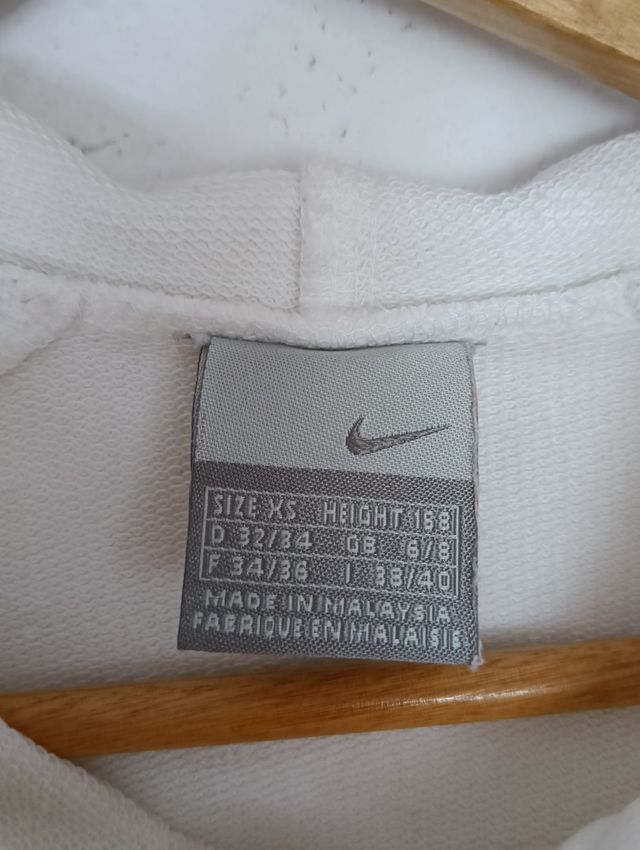 SIZE XS HEIGHT 168
D 32/34 GB 6/8
F 34/36 I 38/40
MADE IN MALAYSIA
FABRIQUE EN MALAISIE